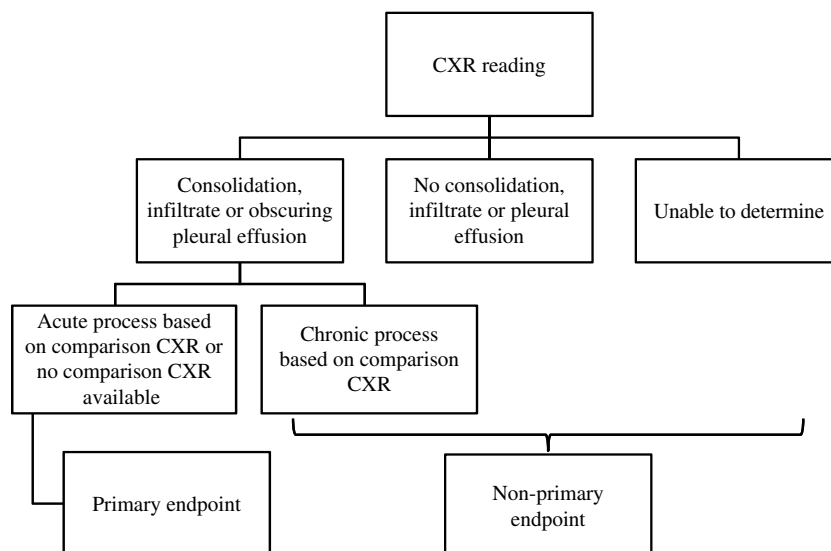 CXR reading
Consolidation,
infiltrate or obscuring
pleural effusion
No consolidation,
infiltrate or pleural
effusion
Unable to determine
Acute process based
on comparison CXR or
no comparison CXR
available
Chronic process
based on comparison
CXR
Primary endpoint
Non-primary
endpoint